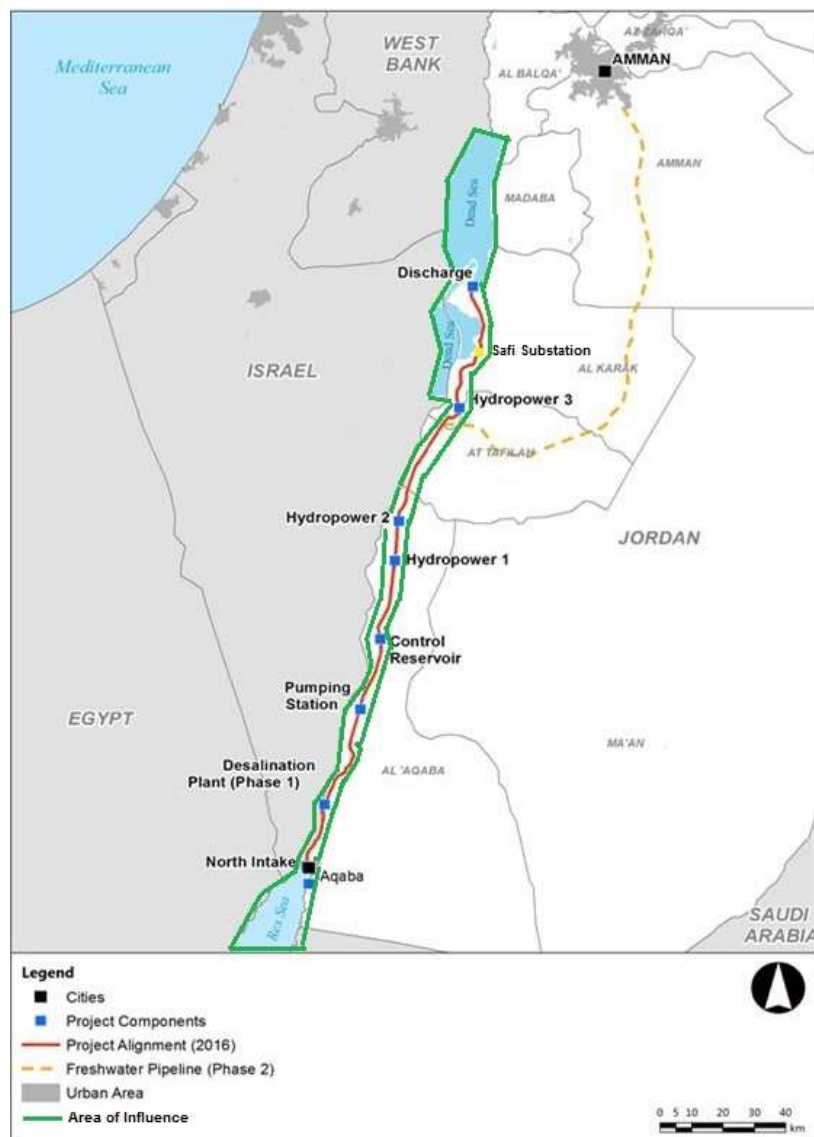 WEST
BANK
AZ ZARQA'
Mediterranean
Sea
AMMAN
AL BALQA'
AMMAN
MADABA
Dead Sea
Discharge
Dead Sea
Safi Substation
ISRAEL
AL KARAK
Hydropower 3
AT TAFILAH
Hydropower 2
JORDAN
Hydropower 1
Control
Reservoir
Pumping
Station
EGYPT
MA'AN
Desalination
Plant (Phase 1)
AL 'AQABA
North Intake
Aqaba
Res Sea
SAUDI
ARABIA
Legend
Cities
Project Components
Project Alignment (2016)
Freshwater Pipeline (Phase 2)
Urban Area
Area of Influence
0 5 10 20 30 40
km